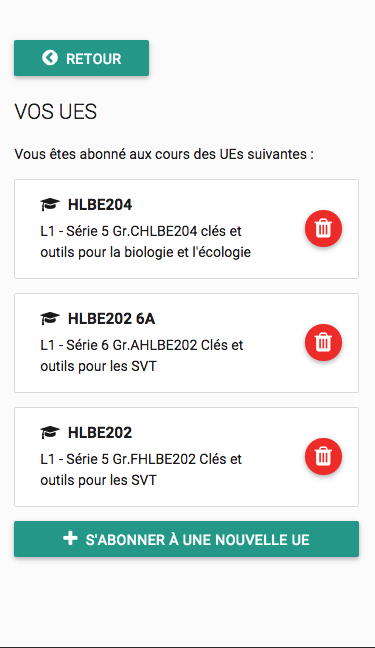 RETOUR
VOS UES
Vous êtes abonné aux cours des UEs suivantes :
HLBE204
L1 - Série 5 Gr.CHLBE204 clés et
outils pour la biologie et l'écologie
HLBE202 6A
L1 - Série 6 Gr.AHLBE202 Clés et
outils pour les SVT
HLBE202
L1 - Série 5 Gr.FHLBE202 Clés et
outils pour les SVT
S'ABONNER À UNE NOUVELLE UE